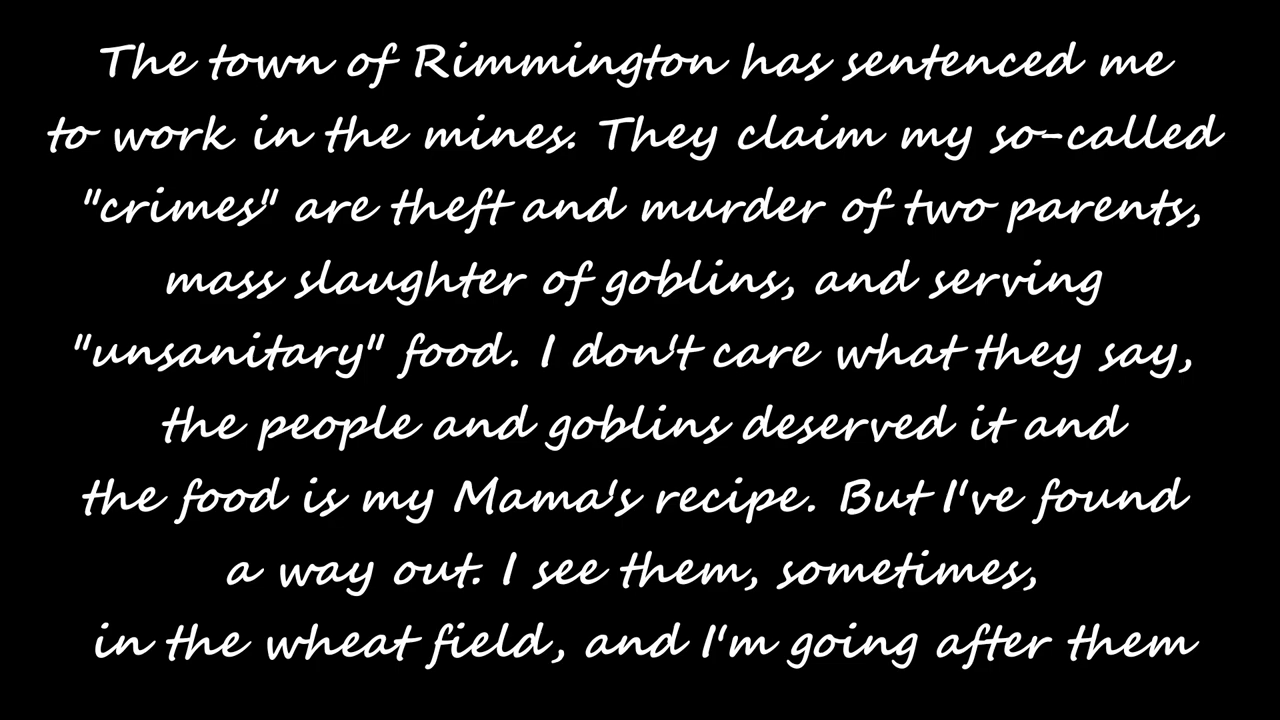 The town of Rimmington has sentenced me
to work in the mines. They claim my so-called
"crimes" are theft and murder of two parents,
mass slaughter of goblins, and serving
"unsanitary" food. I don't care what they say,
the people and goblins deserved it and
the food is my Mama's recipe. But I've found
a way out. I see them, sometimes,
in the wheat field, and I'm going after them